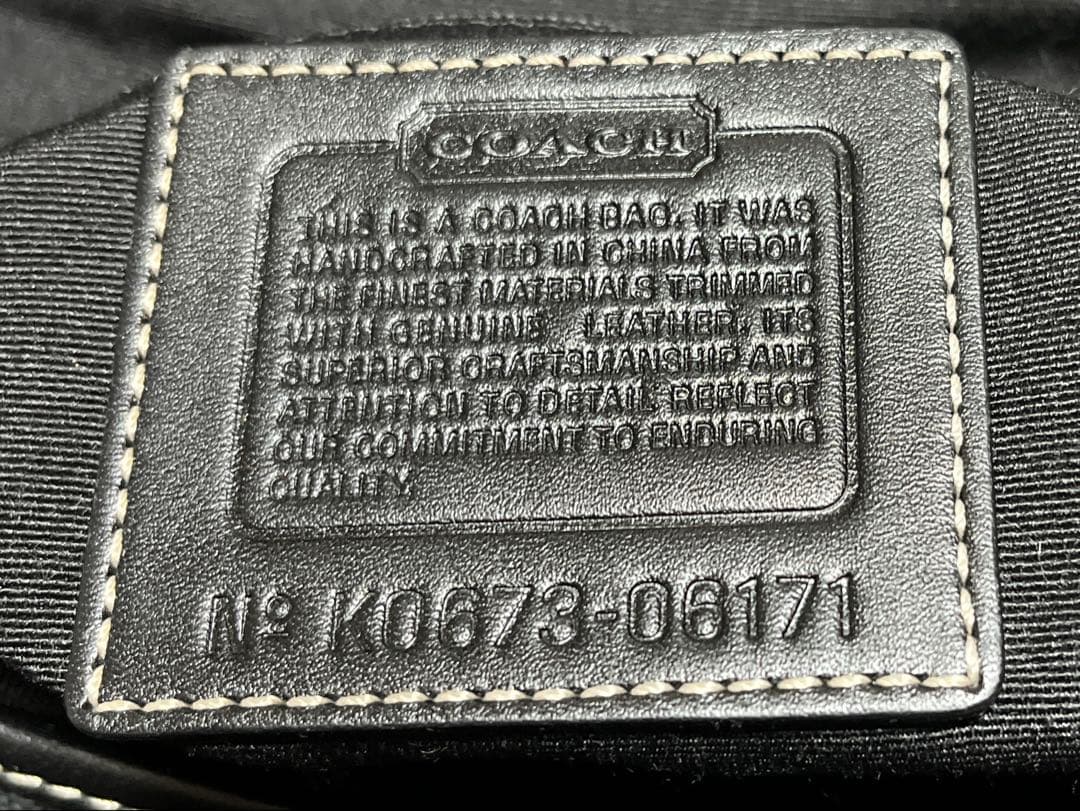 COACH
THIS IS A COACH BAG. IT WAS
HANDCRAFTED IN CHINA FROM
THE FINEST MATERIALS TRIMMED
WITH GENUINE LEATHER. ITS
SUPERIOR CRAFTSMANSHIP AND
ATTENTION TO DETAIL REFLECT
OUR COMMITMENT TO ENDURING
QUALITY.
Nº K0673-06171